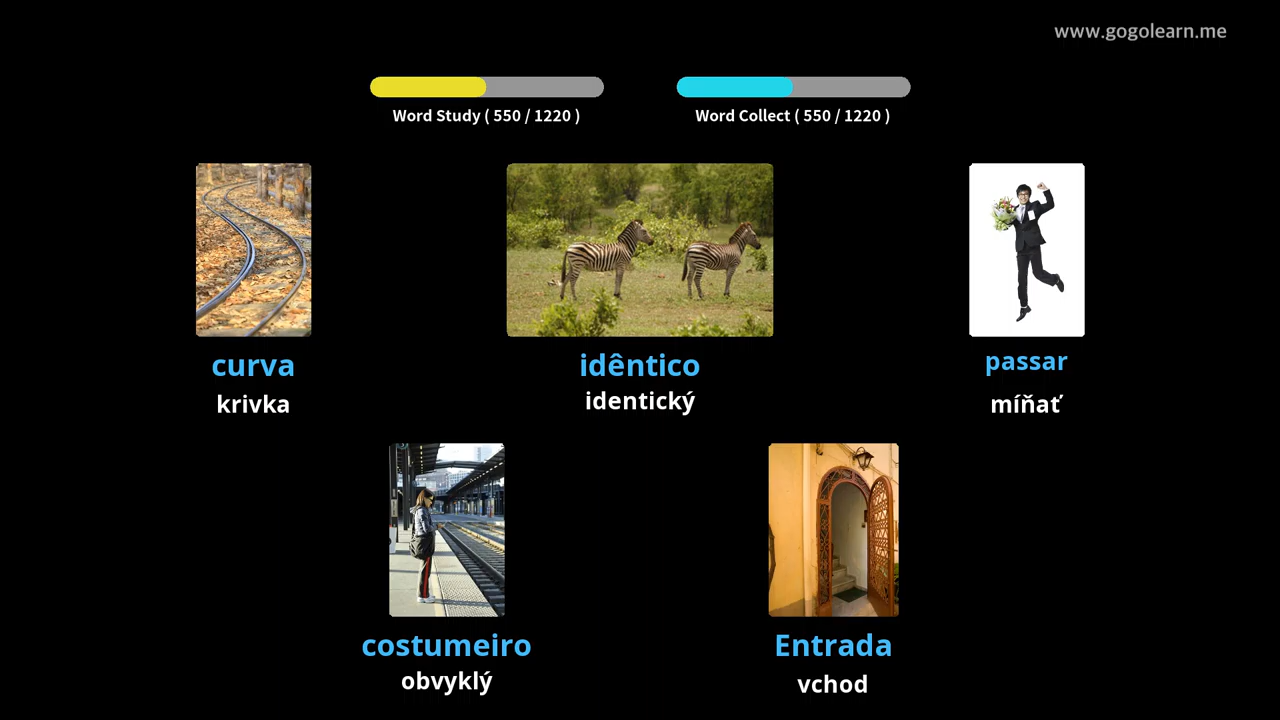 www.gogolearn.me
Word Study ( 550 / 1220 )
Word Collect ( 550 / 1220 )
curva
idêntico
passar
krivka
identický
míňať
costumeiro
Entrada
obvyklý
vchod